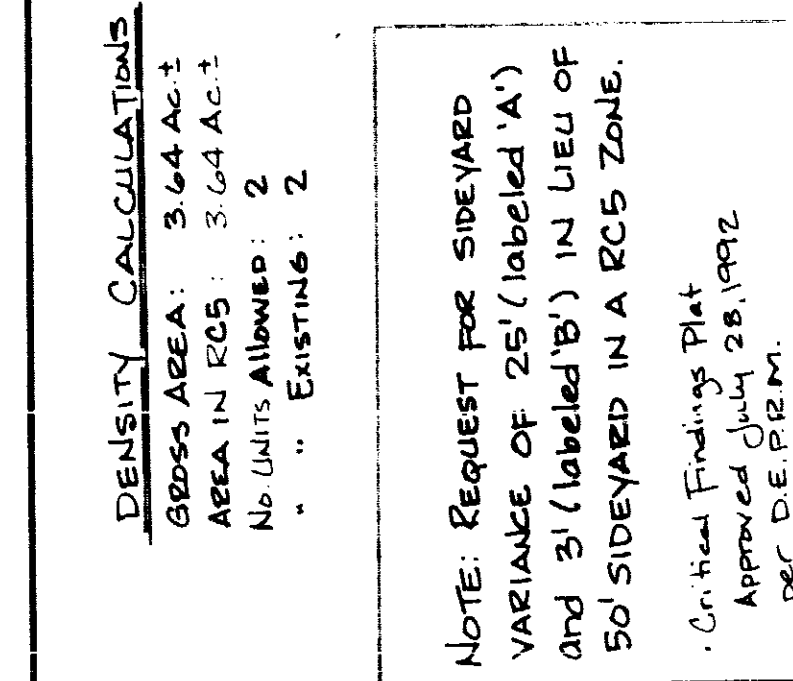 DENSITY CALCULATIONS
GROSS AREA: 3.64 Ac.±
AREA IN RC5: 3.64 Ac.±
No. UNITS Allowed: 2
" " EXISTING: 2
NOTE: REQUEST FOR SIDEYARD
VARIANCE OF 25' (labeled 'A')
and 3' (labeled 'B') IN LIEU OF
50' SIDEYARD IN A RC5 ZONE.
. Critical Findings Plat
Approved July 28, 1992
per D.E.P.R.M.